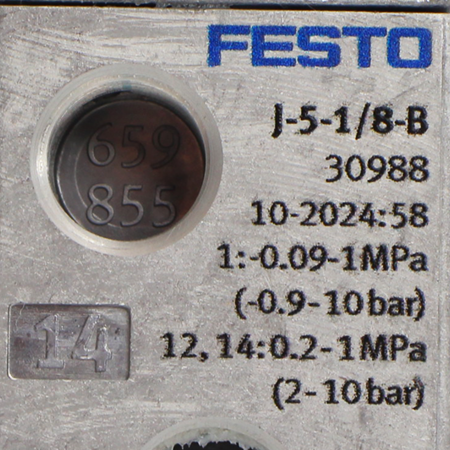 FESTO
J-5-1/8-B
30988
10-2024:58
1:-0.09-1MPa
(-0.9-10bar)
12, 14:0.2-1MPa
(2-10bar)
659
855
14